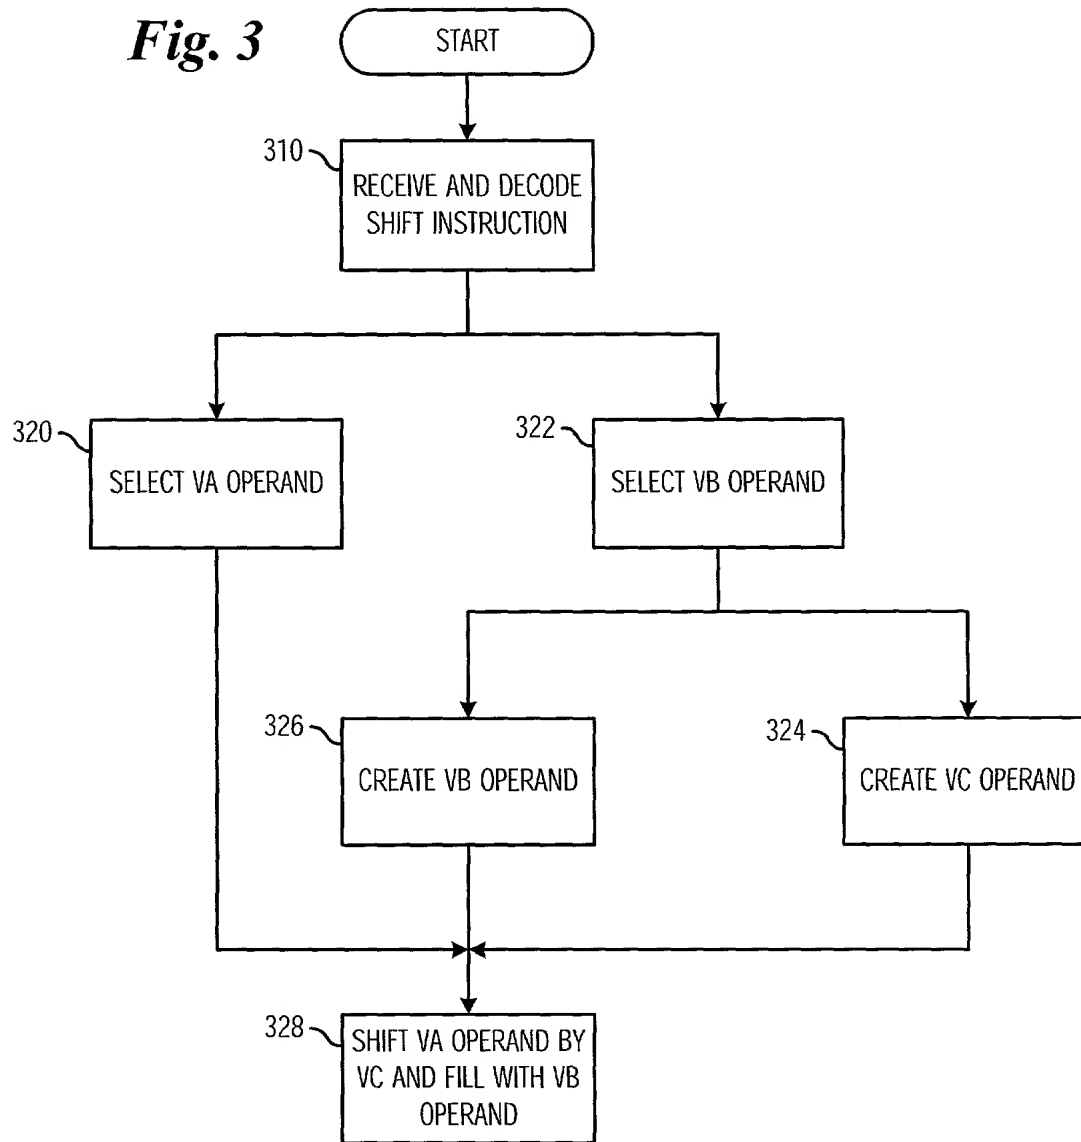 Fig. 3
START
310
RECEIVE AND DECODE
SHIFT INSTRUCTION
320
SELECT VA OPERAND
322
SELECT VB OPERAND
326
CREATE VB OPERAND
324
CREATE VC OPERAND
328
SHIFT VA OPERAND BY
VC AND FILL WITH VB
OPERAND